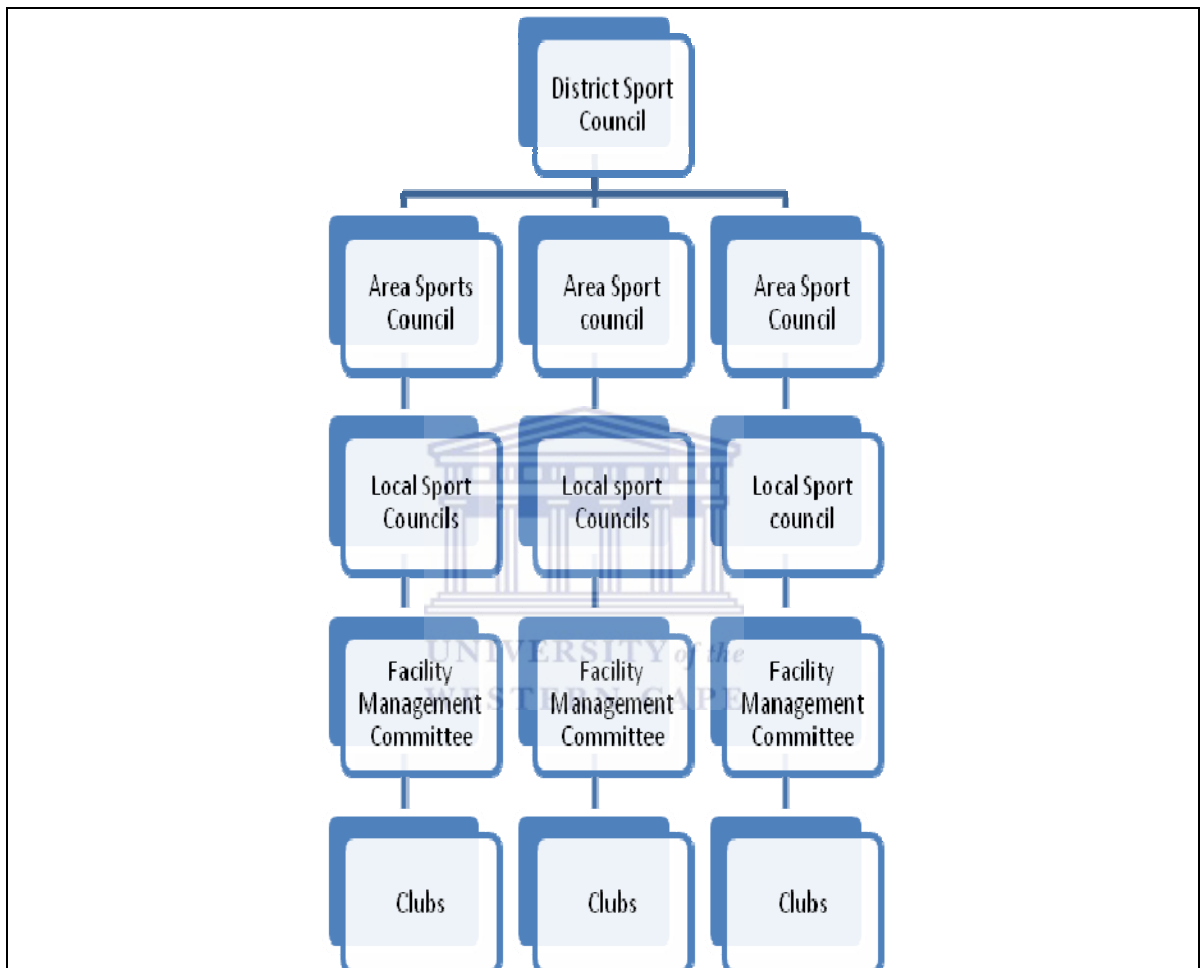 District Sport
Council
Area Sports
Council
Area Sport
council
Area Sport
Council
Local Sport
Councils
Local sport
Councils
Local Sport
council
Facility
Management
Committee
Facility
Management
Committee
Facility
Management
Committee
UNIVERSITY of the
WESTERN CAPE
Clubs
Clubs
Clubs